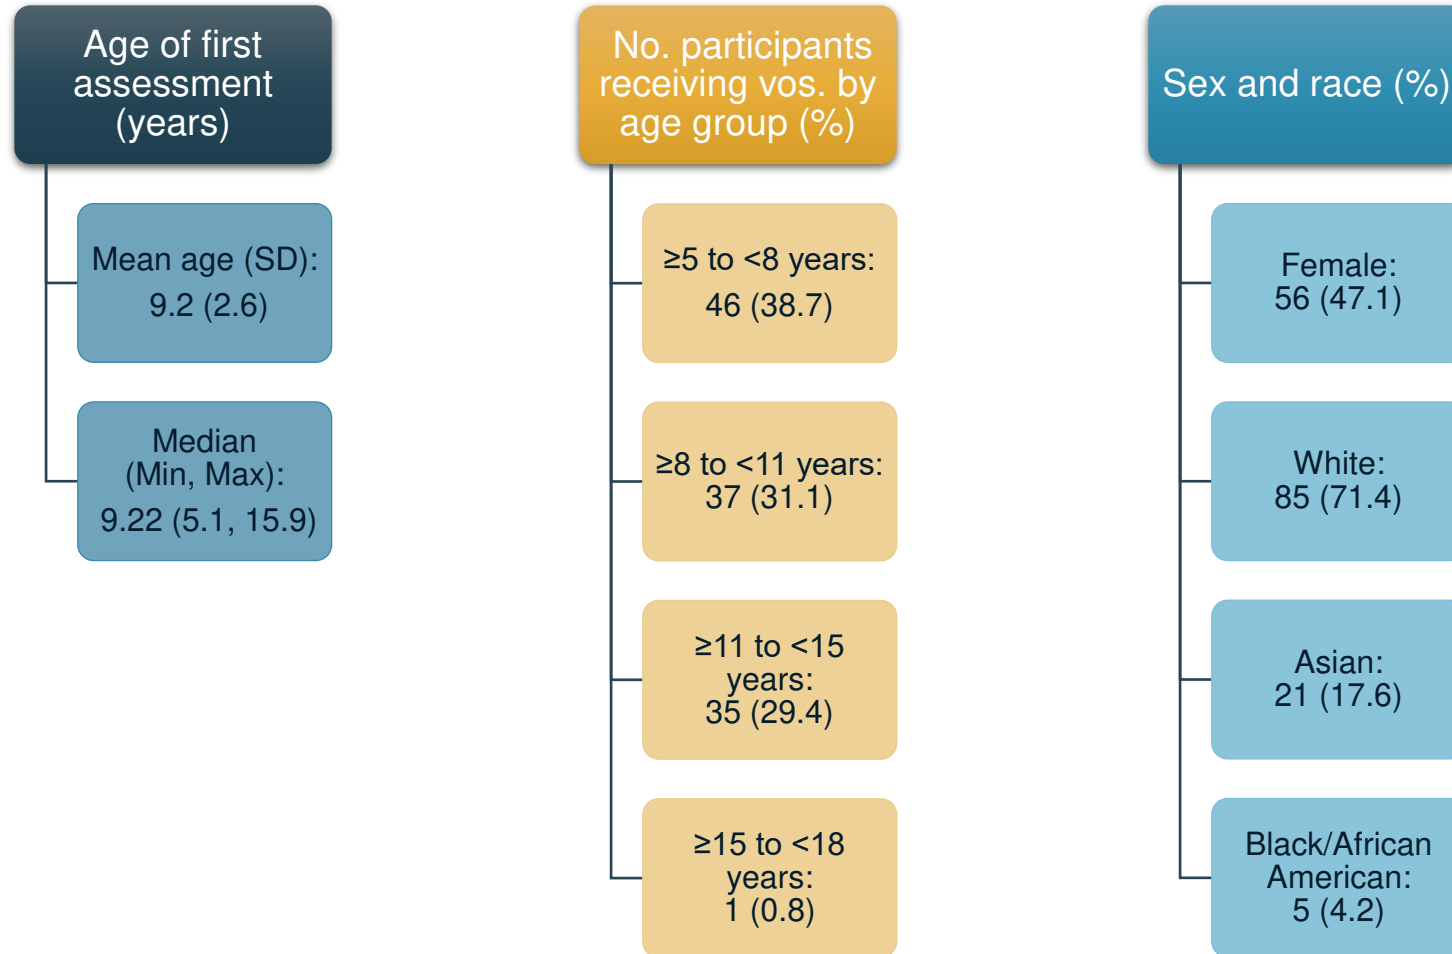 Age of first
assessment
(years)
Mean age (SD):
9.2 (2.6)
Median
(Min, Max):
9.22 (5.1, 15.9)
No. participants
receiving vos. by
age group (%)
≥5 to <8 years:
46 (38.7)
≥8 to <11 years:
37 (31.1)
≥11 to <15
years:
35 (29.4)
≥15 to <18
years:
1 (0.8)
Sex and race (%)
Female:
56 (47.1)
White:
85 (71.4)
Asian:
21 (17.6)
Black/African
American:
5 (4.2)